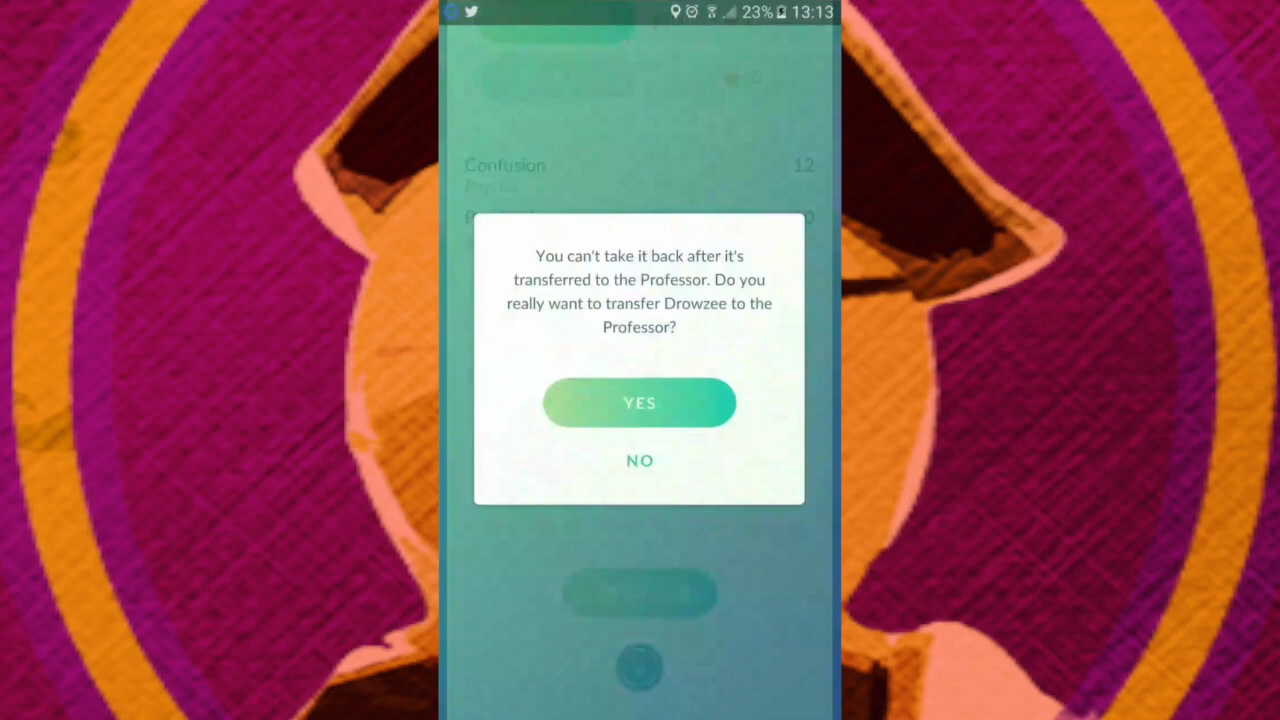 23% 13:13
Confusion 12
You can't take it back after it's
transferred to the Professor. Do you
really want to transfer Drowzee to the
Professor?
YES
NO